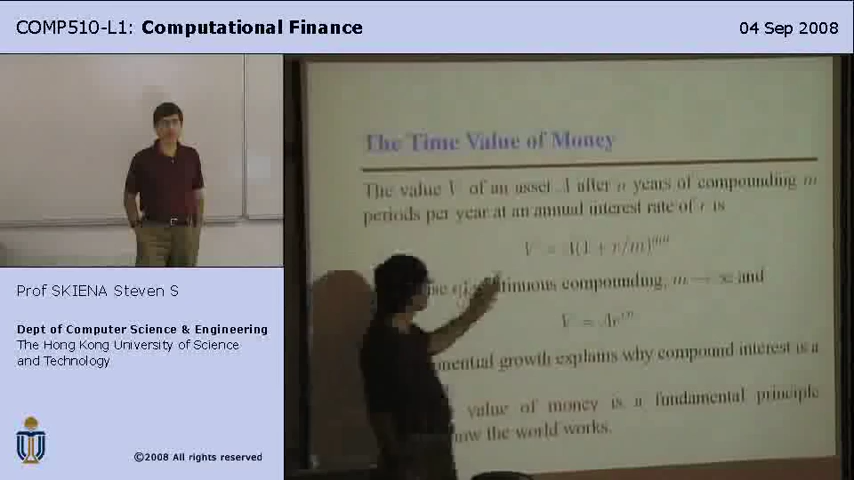 COMP510-L1: Computational Finance
04 Sep 2008
The Time Value of Money
The value V of an asset A after n years of compounding m
periods per year at an annual interest rate of r is
V = A(1 + r/m)
continuous compounding, m → ∞ and
V = Ae
growth explains why compound interest is a
value of money is a fundamental principle
how the world works.
Prof SKIENA Steven S
Dept of Computer Science & Engineering
The Hong Kong University of Science
and Technology
©2008 All rights reserved